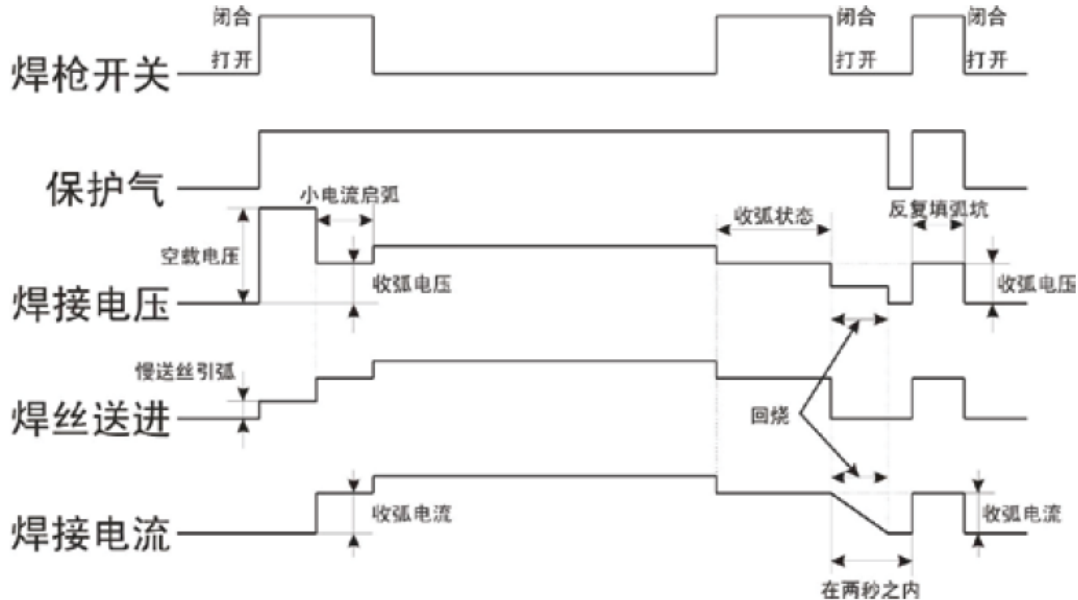 闭合
闭合
闭合
打开
打开
打开
焊枪开关
保护气
小电流启弧
收弧状态
反复填弧坑
空载电压
收弧电压
收弧电压
焊接电压
慢送丝引弧
焊丝送进
回烧
收弧电流
收弧电流
焊接电流
在两秒之内